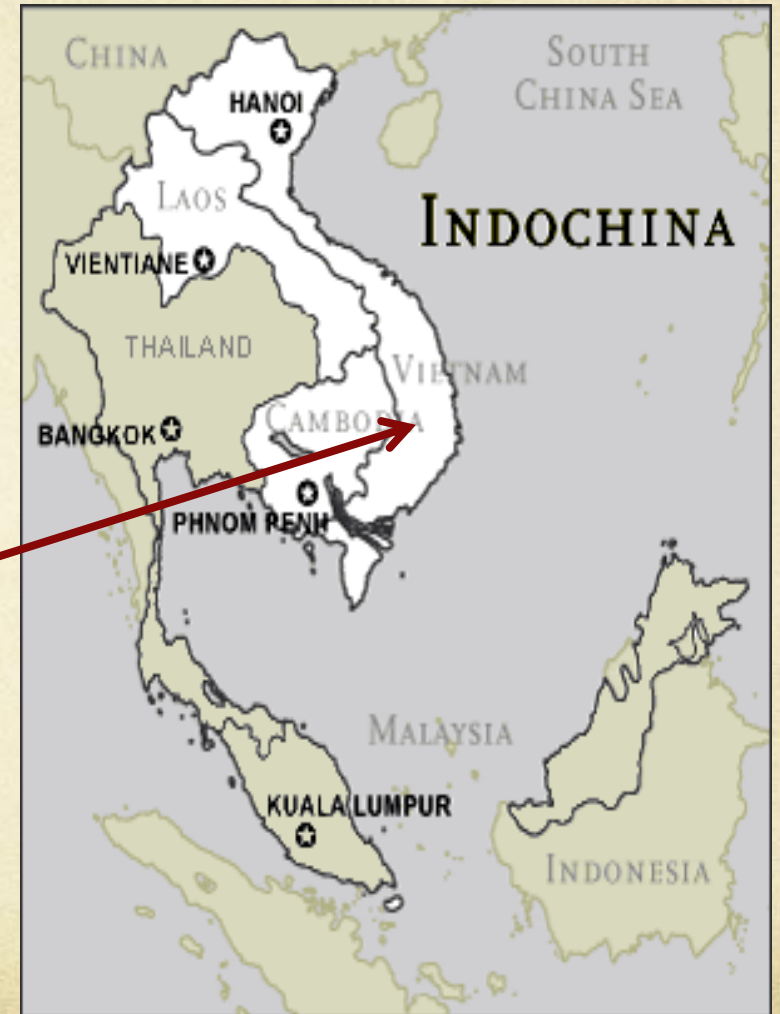 CHINA
SOUTH
CHINA SEA
HANOI
LAOS
INDOCHINA
VIENTIANE
THAILAND
VIETNAM
CAMBODIA
BANGKOK
PHNOM PENH
MALAYSIA
KUALA LUMPUR
INDONESIA